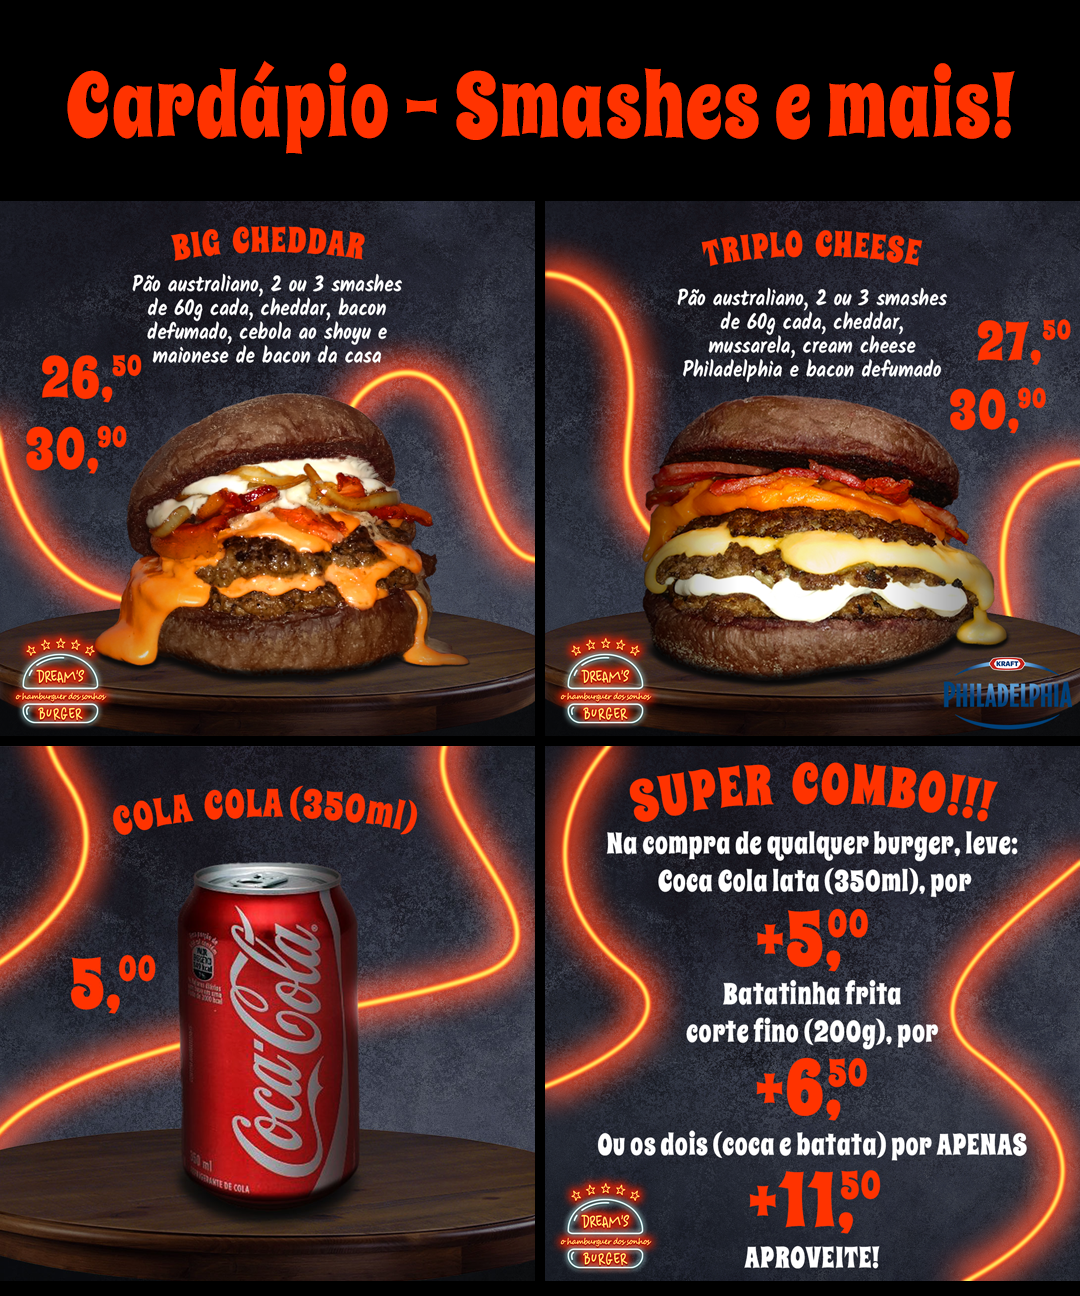 Cardápio - Smashes e mais!
BIG CHEDDAR
Pão australiano, 2 ou 3 smashes
de 60g cada, cheddar, bacon
defumado, cebola ao shoyu e
maionese de bacon da casa
26,50
30,90
DREAM'S
o hamburguer dos sonhos
BURGER
TRIPLO CHEESE
Pão australiano, 2 ou 3 smashes
de 60g cada, cheddar,
mussarela, cream cheese
Philadelphia e bacon defumado
27,50
30,90
DREAM'S
o hamburguer dos sonhos
BURGER
KRAFT
PHILADELPHIA
COLA COLA (350ml)
5,00
Coca-Cola
SUPER COMBO!!!
Na compra de qualquer burger, leve:
Coca Cola lata (350ml), por
+5,00
Batatinha frita
corte fino (200g), por
+6,50
Ou os dois (coca e batata) por APENAS
+11,50
APROVEITE!
DREAM'S
o hamburguer dos sonhos
BURGER